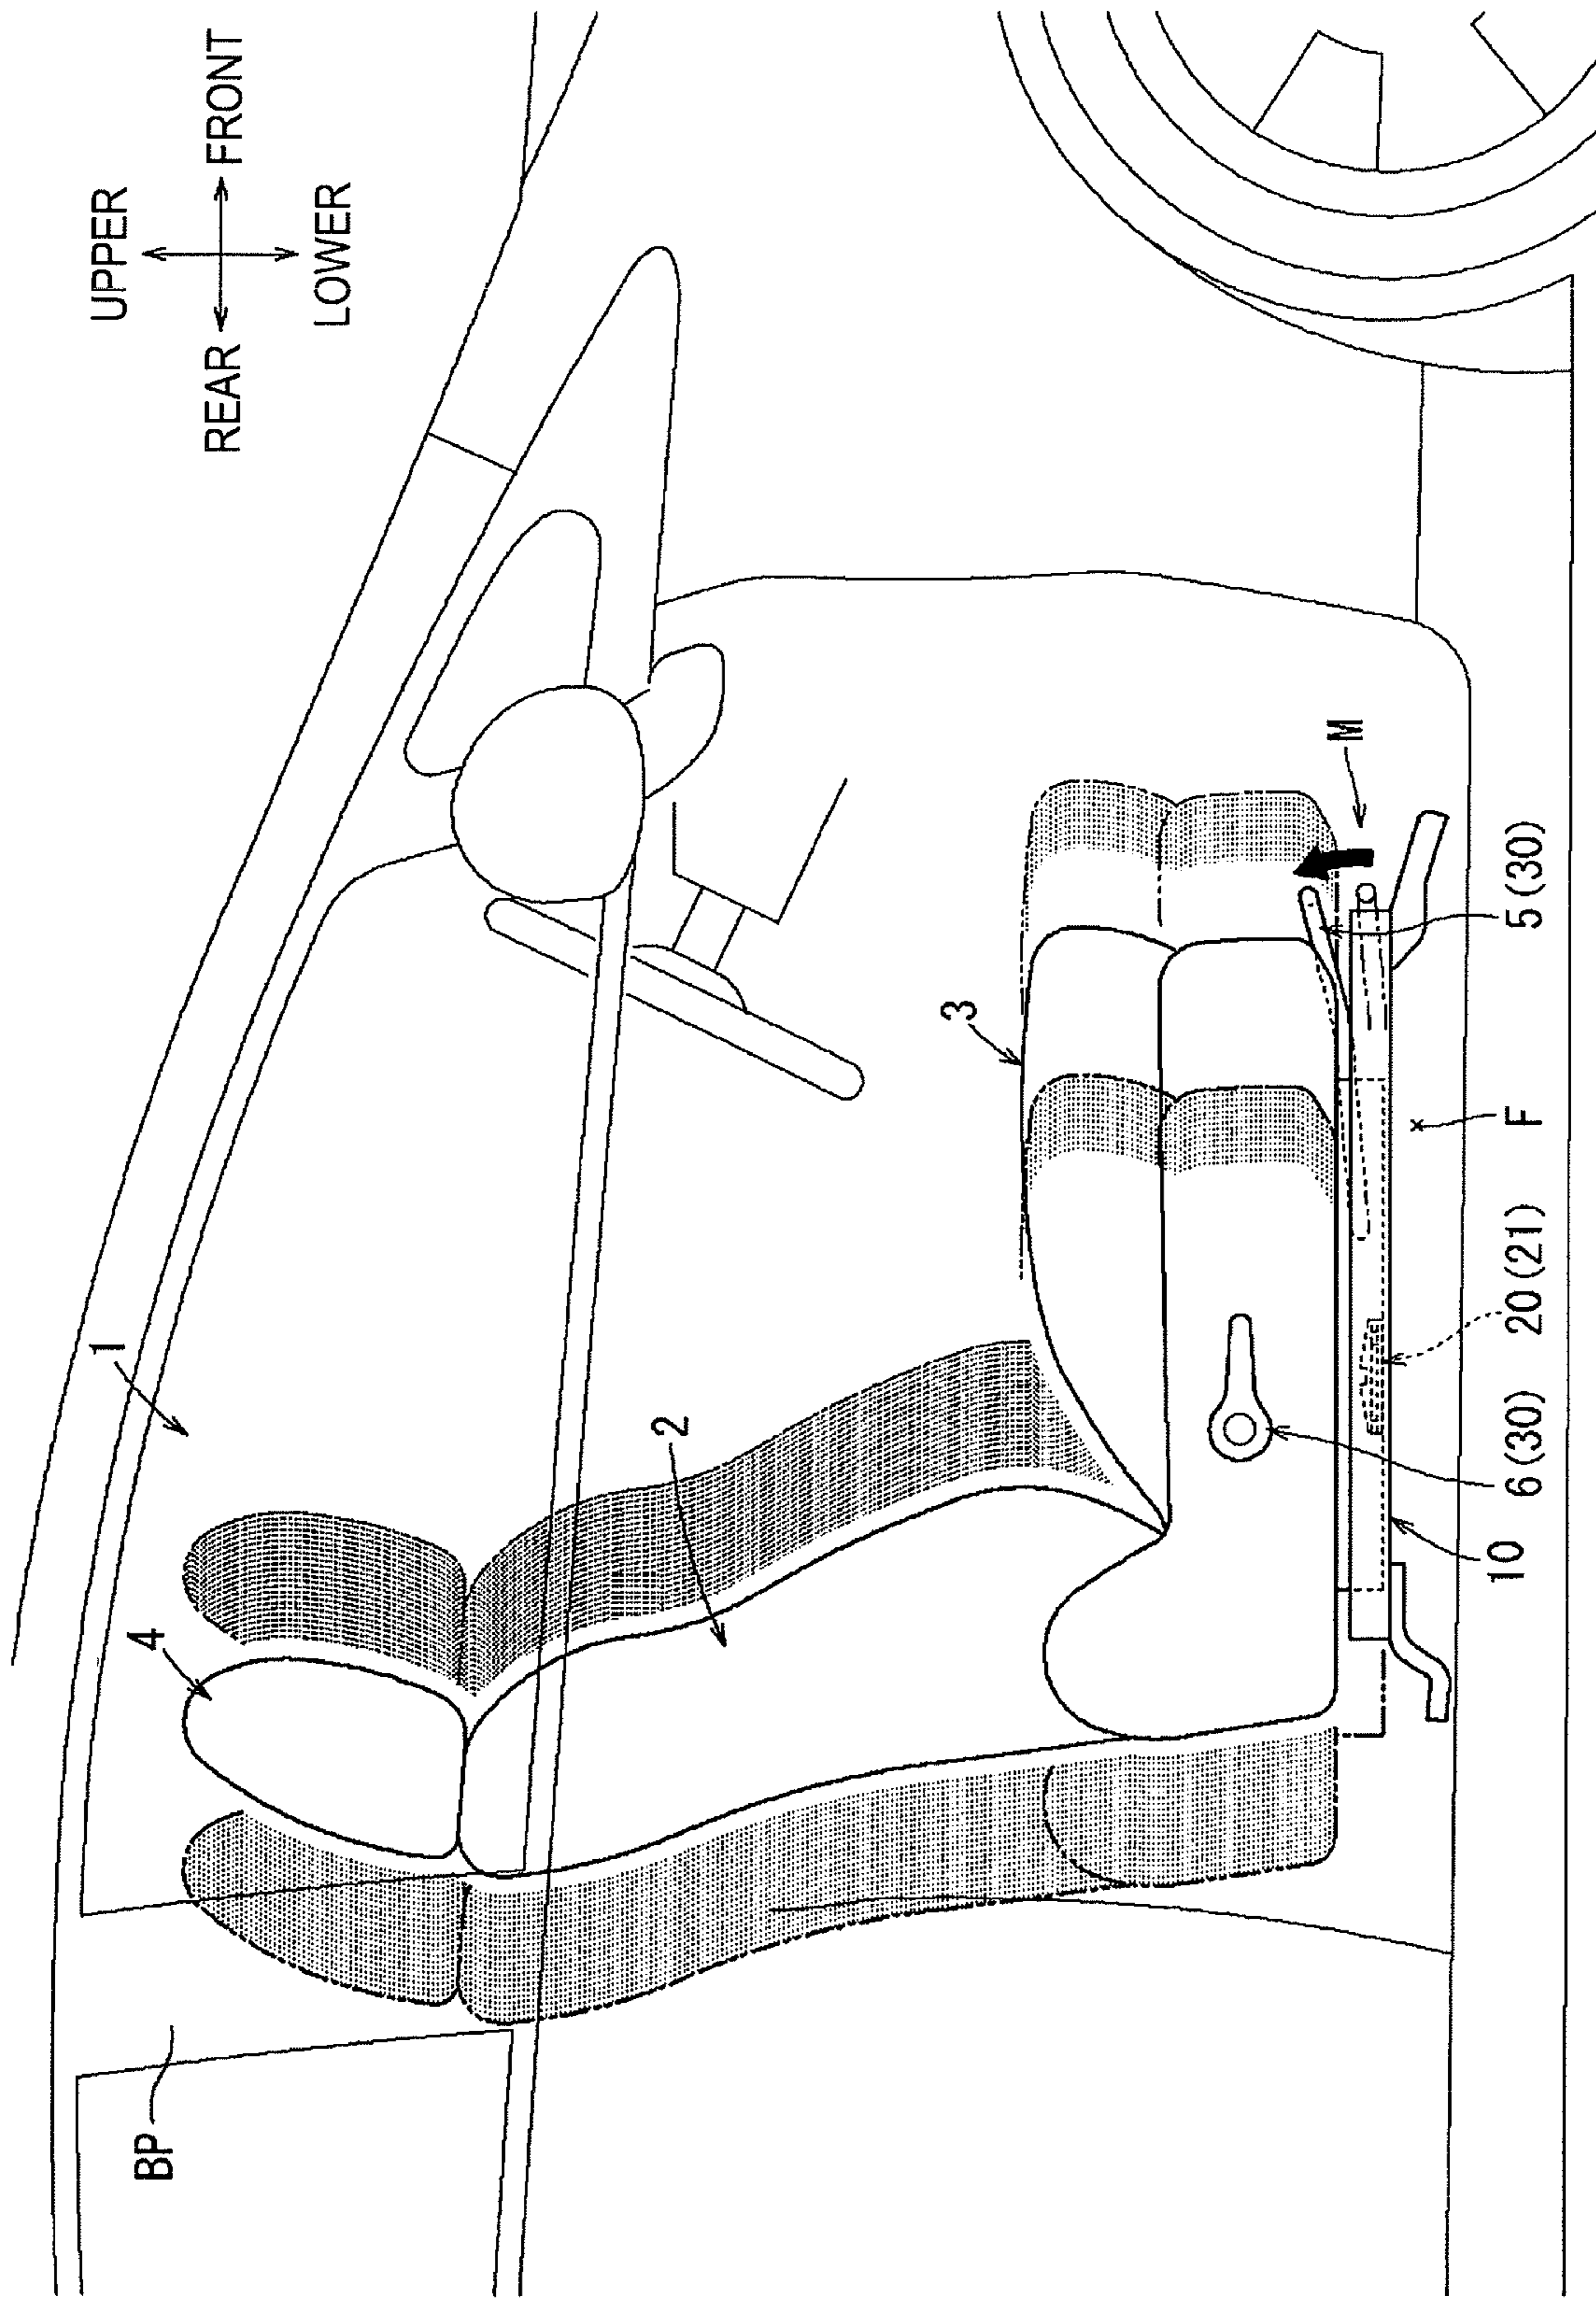 UPPER
REAR
FRONT
LOWER
1
4
BP
2
3
M
5(30)
F
20(21)
6(30)
10